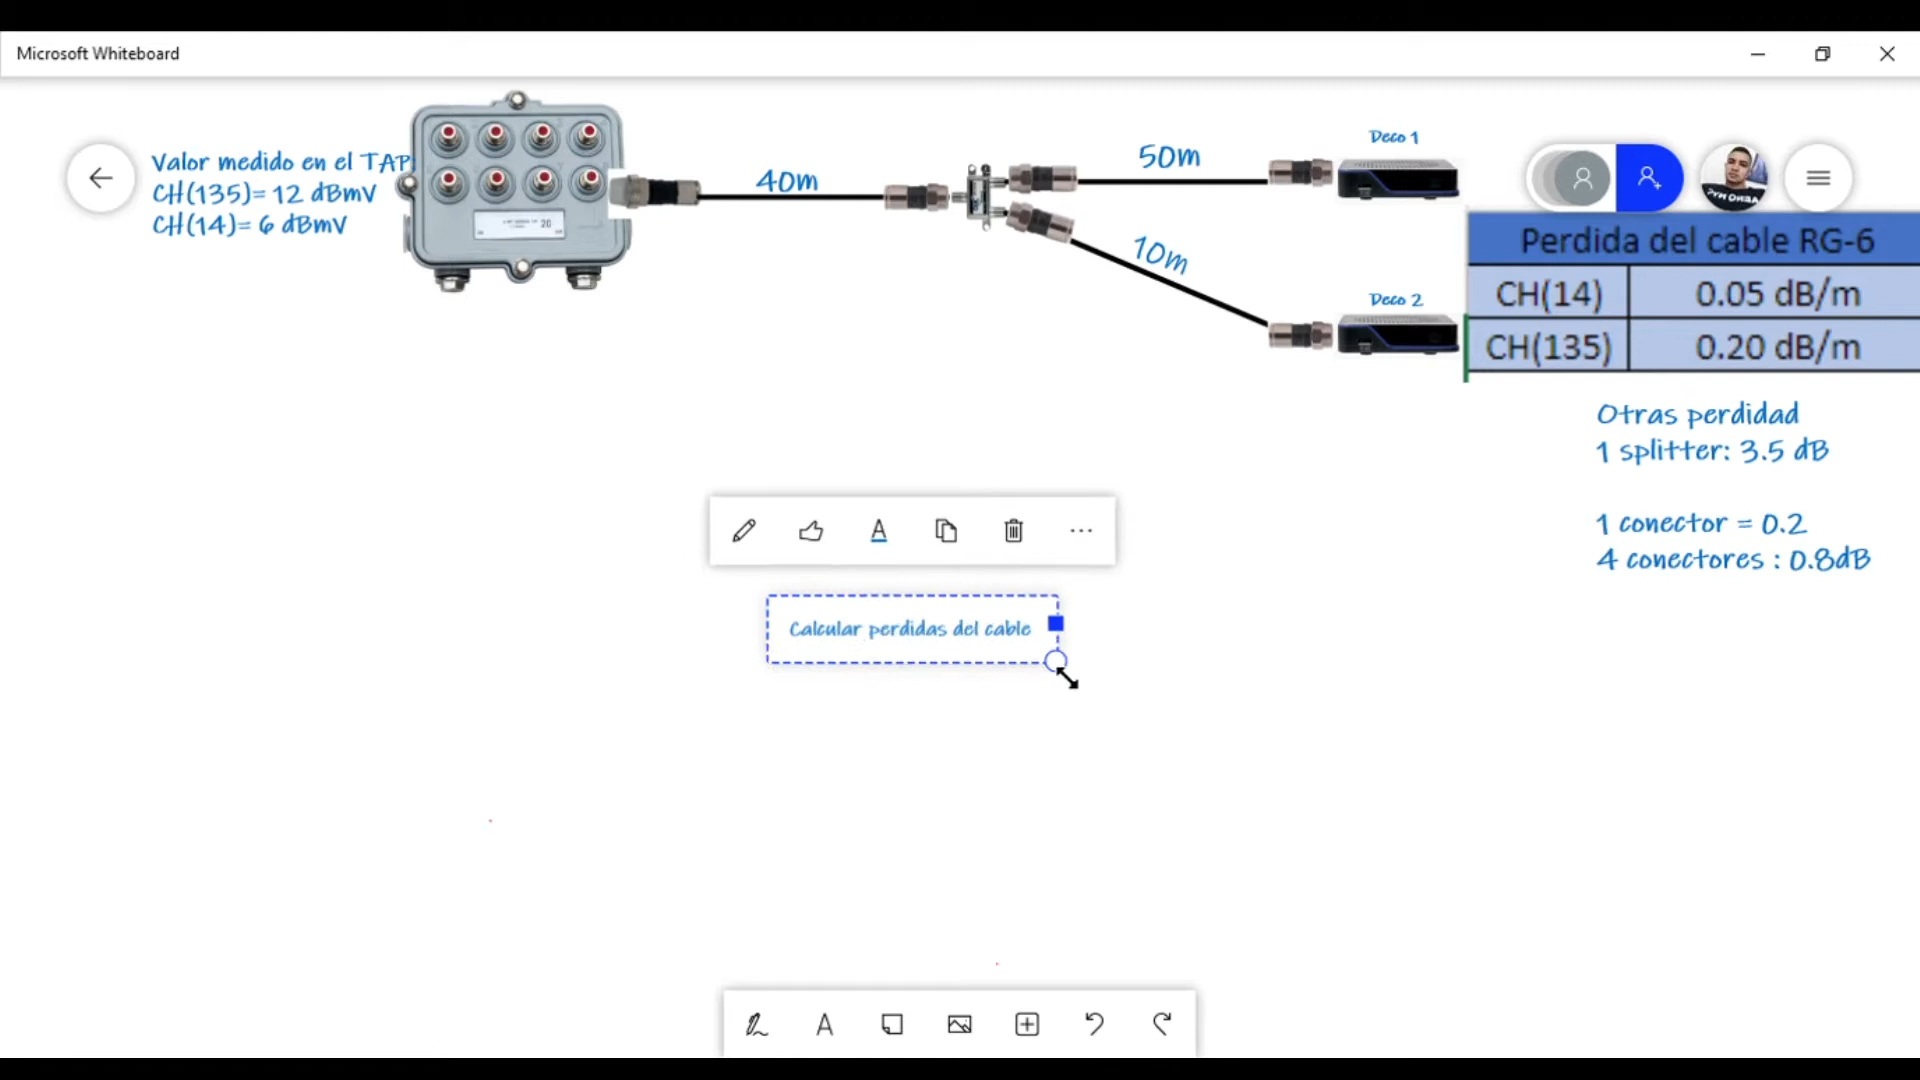 Microsoft Whiteboard
Valor medido en el TAP
CH(135)= 12 dBmV
CH(14)= 6 dBmV
20
40m
50m
10m
Deco 1
Deco 2
Perdida del cable RG-6
CH(14) 0.05 dB/m
CH(135) 0.20 dB/m
Otras perdidad
1 splitter: 3.5 dB
1 conector = 0.2
4 conectores : 0.8dB
Calcular perdidas del cable